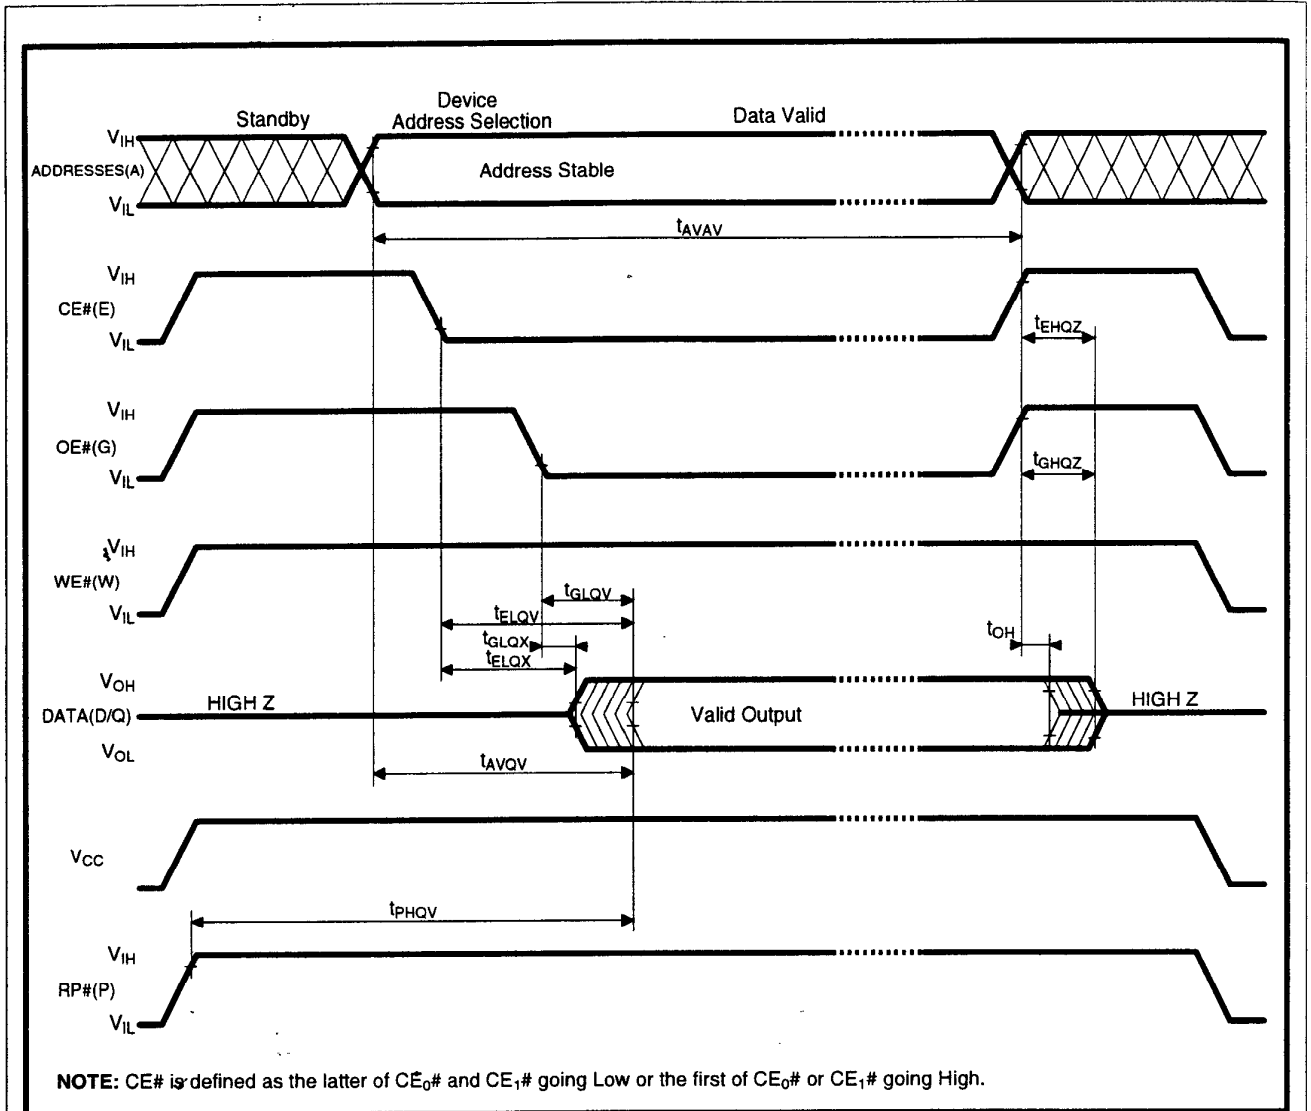 Standby
Device
Address Selection
Data Valid
VIH
ADDRESSES(A)
Address Stable
VIL
tAVAV
VIH
CE#(E)
VIL
tEHQZ
VIH
OE#(G)
VIL
tGHQZ
VIH
WE#(W)
VIL
tGLQV
tELQV
tGLQX
tELQX
tOH
VOH
DATA(D/Q)
HIGH Z
Valid Output
HIGH Z
VOL
tAVQV
VCC
tPHQV
VIH
RP#(P)
VIL
NOTE: CE# is defined as the latter of CE0# and CE1# going Low or the first of CE0# or CE1# going High.